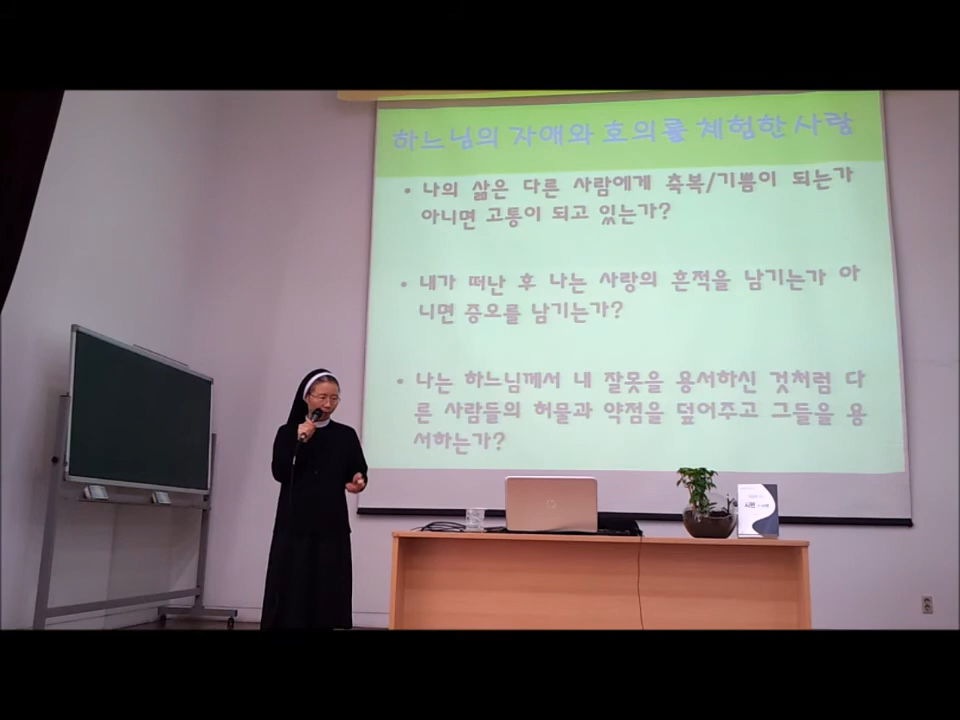 하느님의 자애와 호의를 체험한 사람
• 나의 삶은 다른 사람에게 축복/기쁨이 되는가
아니면 고통이 되고 있는가?
• 내가 떠난 후 나는 사랑의 흔적을 남기는가 아
니면 증오를 남기는가?
• 나는 하느님께서 내 잘못을 용서하신 것처럼 다
른 사람들의 허물과 약점을 덮어주고 그들을 용
서하는가?
시편